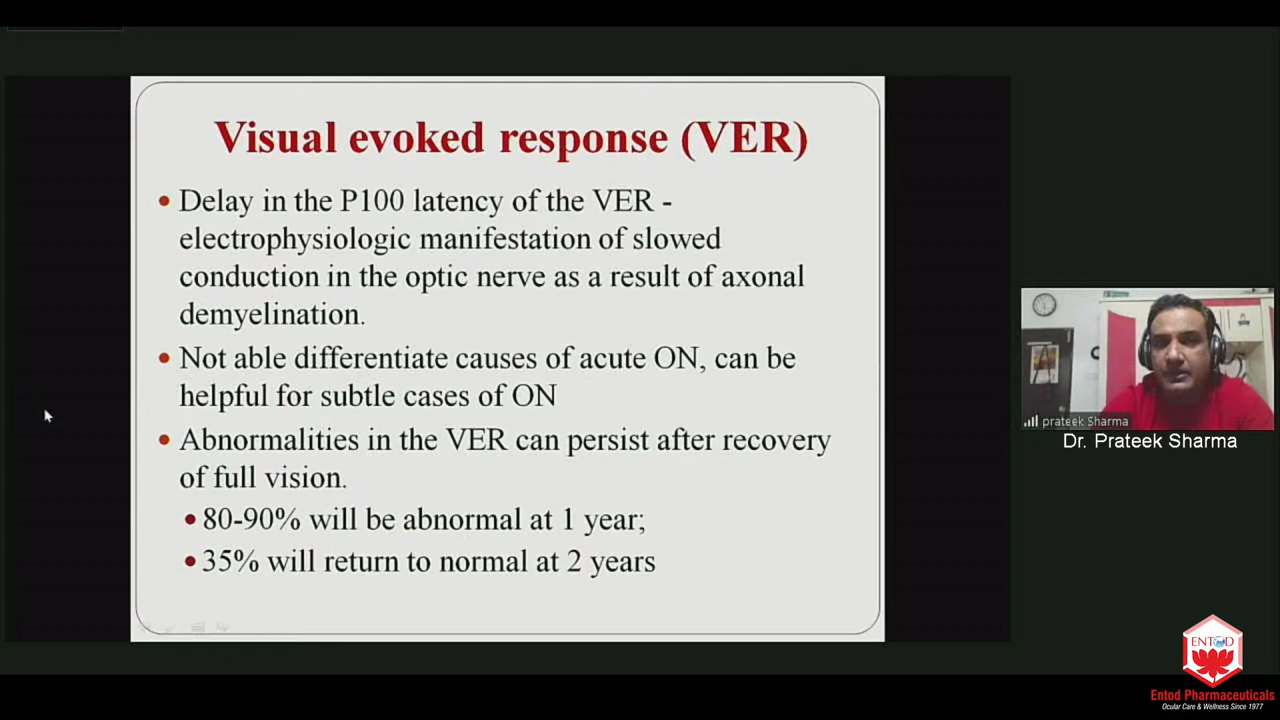 Visual evoked response (VER)
• Delay in the P100 latency of the VER -
electrophysiologic manifestation of slowed
conduction in the optic nerve as a result of axonal
demyelination.
• Not able differentiate causes of acute ON, can be
helpful for subtle cases of ON
• Abnormalities in the VER can persist after recovery
of full vision.
• 80-90% will be abnormal at 1 year;
• 35% will return to normal at 2 years
prateek Sharma
Dr. Prateek Sharma
ENTOD
Entod Pharmaceuticals
Ocular Care & Wellness Since 1977